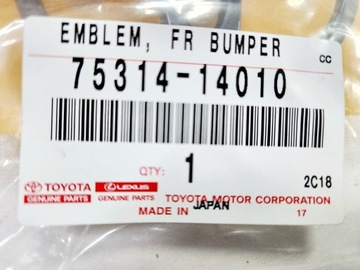 EMBLEM, FR BUMPER
CC
75314-14010
QTY: 1
2C18
TOYOTA LEXUS
GENUINE PARTS GENUINE PARTS
TOYOTA MOTOR CORPORATION
MADE IN JAPAN 17